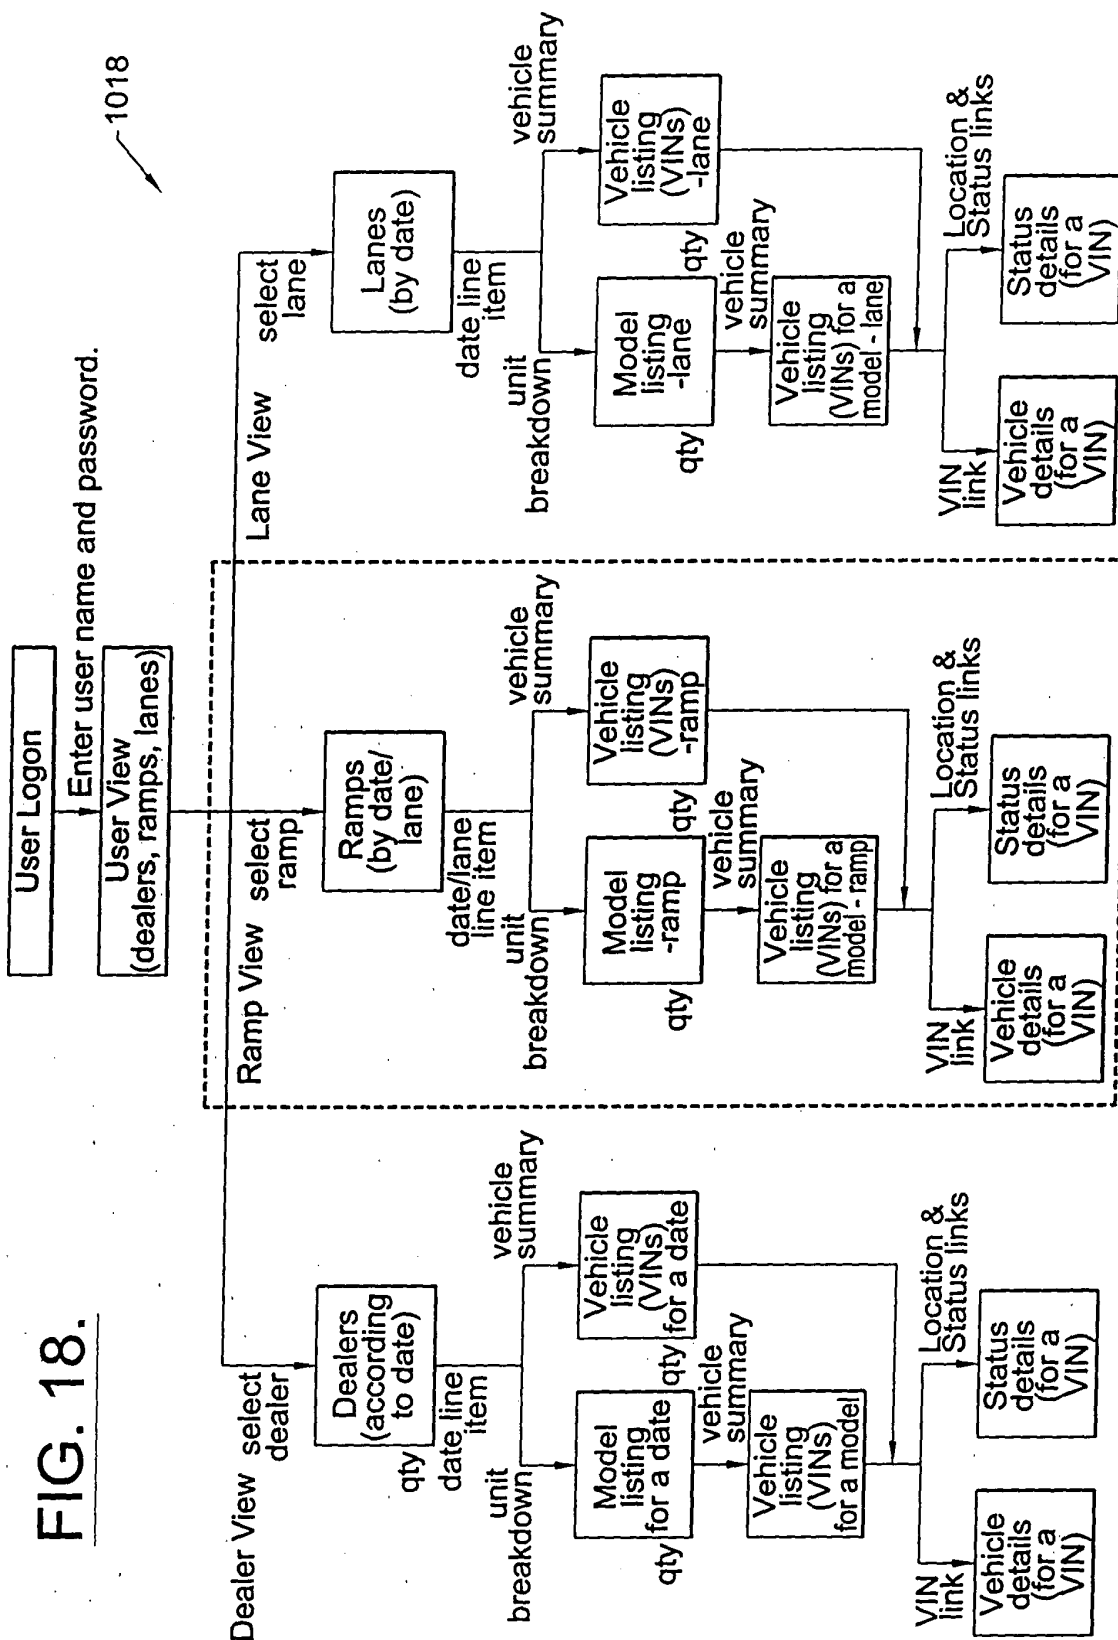 FIG. 18.
1018
User Logon
Enter user name and password.
User View
(dealers, ramps, lanes)
Dealer View
select
dealer
Dealers
(according
to date)
qty
date line
item
unit
breakdown
vehicle
summary
Model
listing
for a date
qty
Vehicle
listing
(VINs)
for a date
qty
vehicle
summary
Vehicle
listing
(VINs)
for a model
VIN
link
Location &
Status links
Vehicle
details
(for a
VIN)
Status
details
(for a
VIN)
Ramp View
select
ramp
Ramps
(by date/
lane)
date/lane
line item
unit
breakdown
vehicle
summary
Model
listing
-ramp
qty
Vehicle
listing
(VINs)
-ramp
qty
vehicle
summary
Vehicle
listing
(VINs) for a
model - ramp
VIN
link
Location &
Status links
Vehicle
details
(for a
VIN)
Status
details
(for a
VIN)
Lane View
select
lane
Lanes
(by date)
date line
item
unit
breakdown
vehicle
summary
Model
listing
-lane
qty
Vehicle
listing
(VINs)
-lane
qty
vehicle
summary
Vehicle
listing
(VINs) for a
model - lane
VIN
link
Location &
Status links
Vehicle
details
(for a
VIN)
Status
details
(for a
VIN)